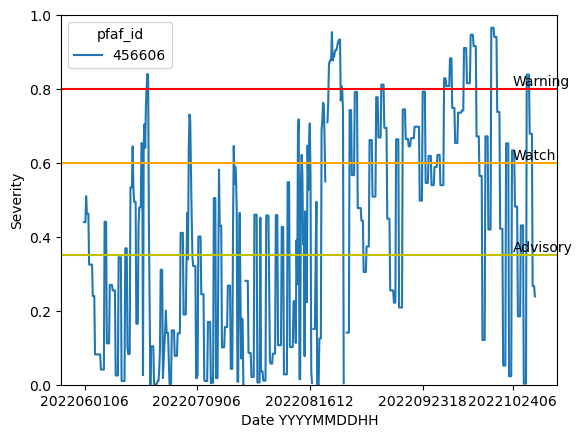 1.0
0.8
0.6
0.4
0.2
0.0
Severity
pfaf_id
456606
Warning
Watch
Advisory
2022060106
2022070906
2022081612
2022092318
2022102406
Date YYYYMMDDHH